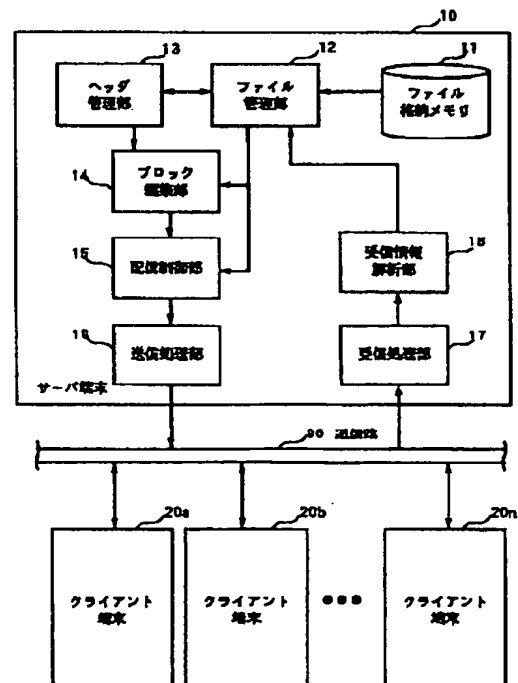 10
13
12
11
ヘッダ
管理部
ファイル
管理部
ファイル
格納メモリ
14
ブロック
編集部
15
配信制御部
18
受信情報
解析部
送信処理部
受信処理部
17
サーバ端末
通信路
20a
20b
20n
クライアント
端末
クライアント
端末
●●●
クライアント
端末